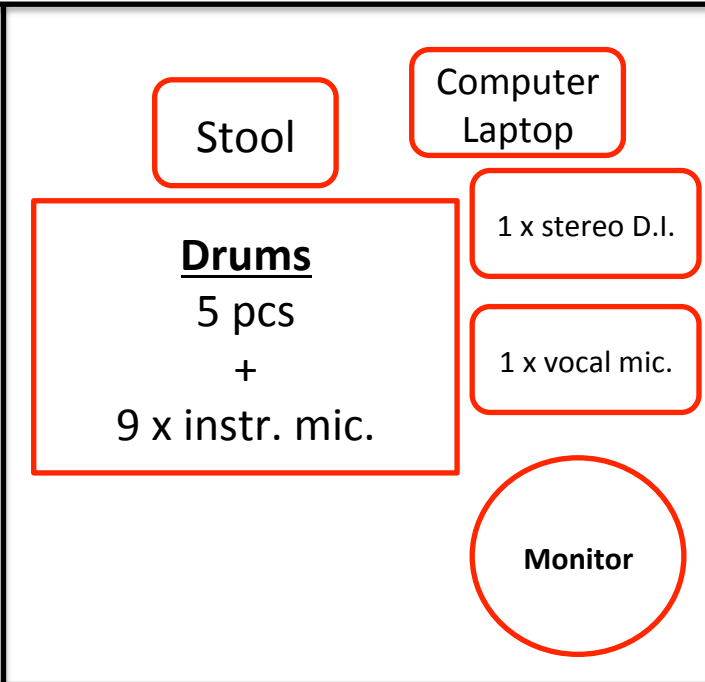 Stool
Computer
Laptop
Drums
5 pcs
+
9 x instr. mic.
1 x stereo D.I.
1 x vocal mic.
Monitor